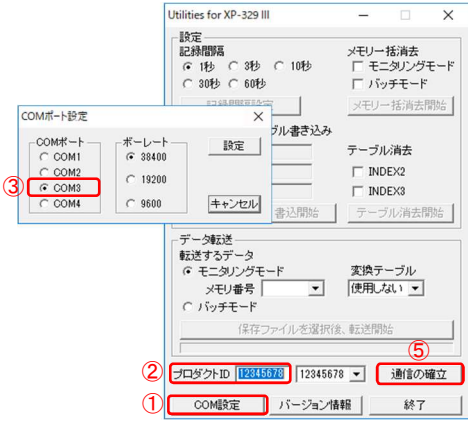 Utilities for XP-329 III
設定
記録間隔
1秒 3秒 10秒
30秒 60秒
記録間隔設定
メモリー括消去
モニタリングモード
バッチモード
メモリー括消去開始
COMポート設定
COMポート
COM1
COM2
③ COM3
COM4
ボーレート
38400
19200
9600
設定
キャンセル
ブル書き込み
書込開始
テーブル消去
INDEX2
INDEX3
テーブル消去開始
データ転送
転送するデータ
モニタリングモード
メモリ番号
バッチモード
変換テーブル
使用しない
保存ファイルを選択後、転送開始
② プロダクトID 12345678 12345678
⑤ 通信の確立
① COM設定 バージョン情報 終了